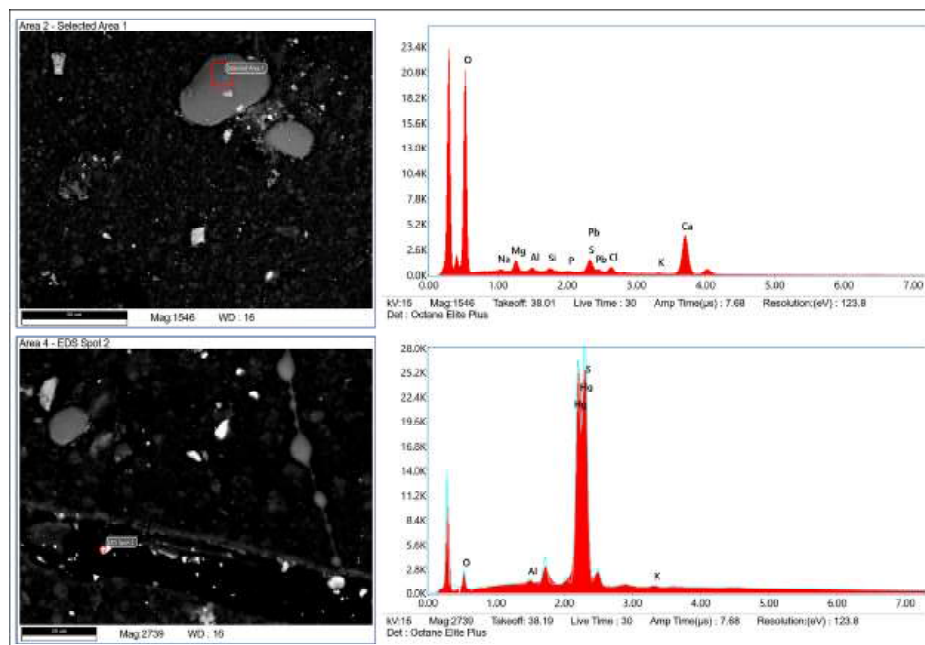 Area 2 - Selected Area 1
Selected Area 1
Mag:1546 WD : 16
23.4K
20.8K
18.2K
15.6K
13.0K
10.4K
7.8K
5.2K
2.6K
0.0K
O
Na
Mg
Al
Si
P
Pb
S
Pb
Cl
K
Ca
0.00 1.00 2.00 3.00 4.00 5.00 6.00 7.00
kV:15 Mag:1546 Takeoff: 38.01 Live Time : 30 Amp Time(µs) : 7.68 Resolution:(eV) : 123.8
Det : Octane Elite Plus
Area 4 - EDS Spot 2
EDS Spot 2
Mag:2739 WD : 16
28.0K
25.2K
22.4K
19.6K
16.8K
14.0K
11.2K
8.4K
5.6K
2.8K
0.0K
S
Hg
Hg
O
Al
K
0.00 1.00 2.00 3.00 4.00 5.00 6.00 7.00
kV:15 Mag:2739 Takeoff: 38.19 Live Time : 30 Amp Time(µs) : 7.68 Resolution:(eV) : 123.8
Det : Octane Elite Plus